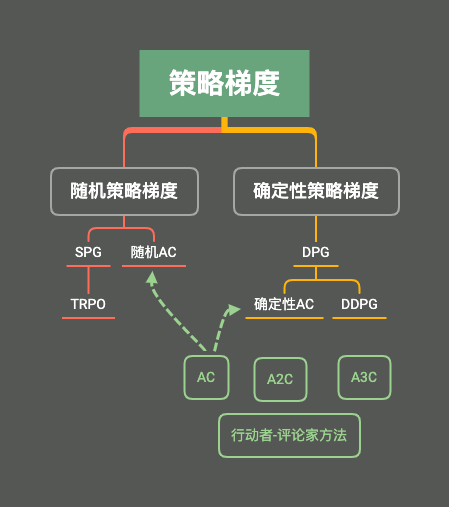 策略梯度
随机策略梯度
确定性策略梯度
SPG
随机AC
DPG
TRPO
确定性AC
DDPG
AC
A2C
A3C
行动者-评论家方法